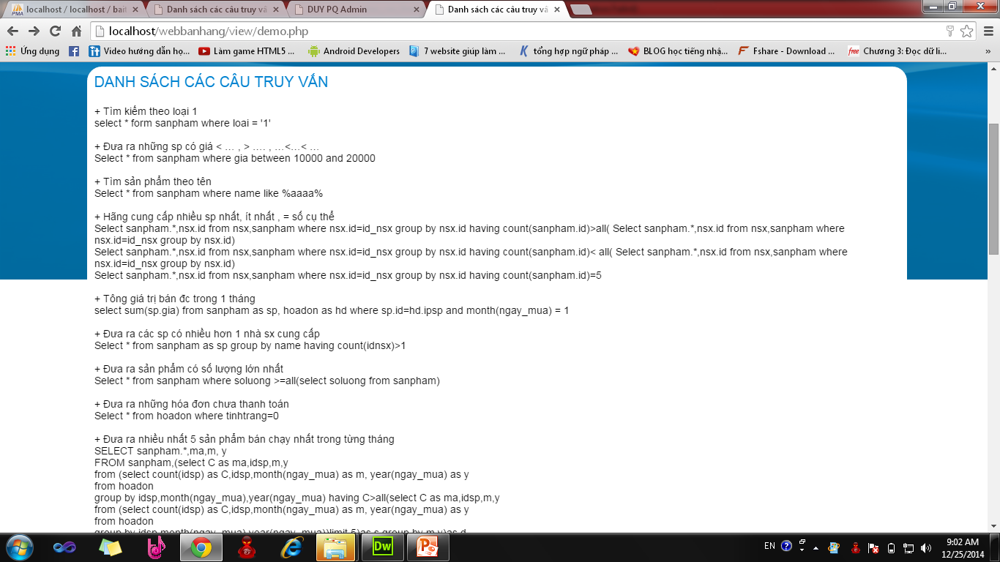 localhost / localhost / bait
Danh sách các câu truy vấ
DUY PQ Admin
Danh sách các câu truy vấ
localhost/webbanhang/view/demo.php
Ứng dụng
Video hướng dẫn họ...
Làm game HTML5 ...
Android Developers
7 website giúp làm ...
tổng hợp ngữ pháp ...
BLOG học tiếng nhậ...
Fshare - Download ...
free Chương 3: Đọc dữ li...
»
DANH SÁCH CÁC CÂU TRUY VẤN
+ Tìm kiếm theo loại 1
select * form sanpham where loai = '1'
+ Đưa ra những sp có giá < … , > …. , …<…< …
Select * from sanpham where gia between 10000 and 20000
+ Tìm sản phẩm theo tên
Select * from sanpham where name like %aaaa%
+ Hãng cung cấp nhiều sp nhất, ít nhất , = số cụ thể
Select sanpham.*,nsx.id from nsx,sanpham where nsx.id=id_nsx group by nsx.id having count(sanpham.id)>all( Select sanpham.*,nsx.id from nsx,sanpham where
nsx.id=id_nsx group by nsx.id)
Select sanpham.*,nsx.id from nsx,sanpham where nsx.id=id_nsx group by nsx.id having count(sanpham.id)< all( Select sanpham.*,nsx.id from nsx,sanpham where
nsx.id=id_nsx group by nsx.id)
Select sanpham.*,nsx.id from nsx,sanpham where nsx.id=id_nsx group by nsx.id having count(sanpham.id)=5
+ Tông giá trị bán đc trong 1 tháng
select sum(sp.gia) from sanpham as sp, hoadon as hd where sp.id=hd.ipsp and month(ngay_mua) = 1
+ Đưa ra các sp có nhiều hơn 1 nhà sx cung cấp
Select * from sanpham as sp group by name having count(idnsx)>1
+ Đưa ra sản phẩm có số lượng lớn nhất
Select * from sanpham where soluong >=all(select soluong from sanpham)
+ Đưa ra những hóa đơn chưa thanh toán
Select * from hoadon where tinhtrang=0
+ Đưa ra nhiều nhất 5 sản phẩm bán chạy nhất trong từng tháng
SELECT sanpham.*,ma,m, y
FROM sanpham,(select C as ma,idsp,m,y
from (select count(idsp) as C,idsp,month(ngay_mua) as m, year(ngay_mua) as y
from hoadon
group by idsp,month(ngay_mua),year(ngay_mua) having C>all(select C as ma,idsp,m,y
from (select count(idsp) as C,idsp,month(ngay_mua) as m, year(ngay_mua) as y
from hoadon
group by idsp,month(ngay_mua),year(ngay_mua))limit 5)as s group by m,y)as d
Dw
EN
9:02 AM
12/25/2014